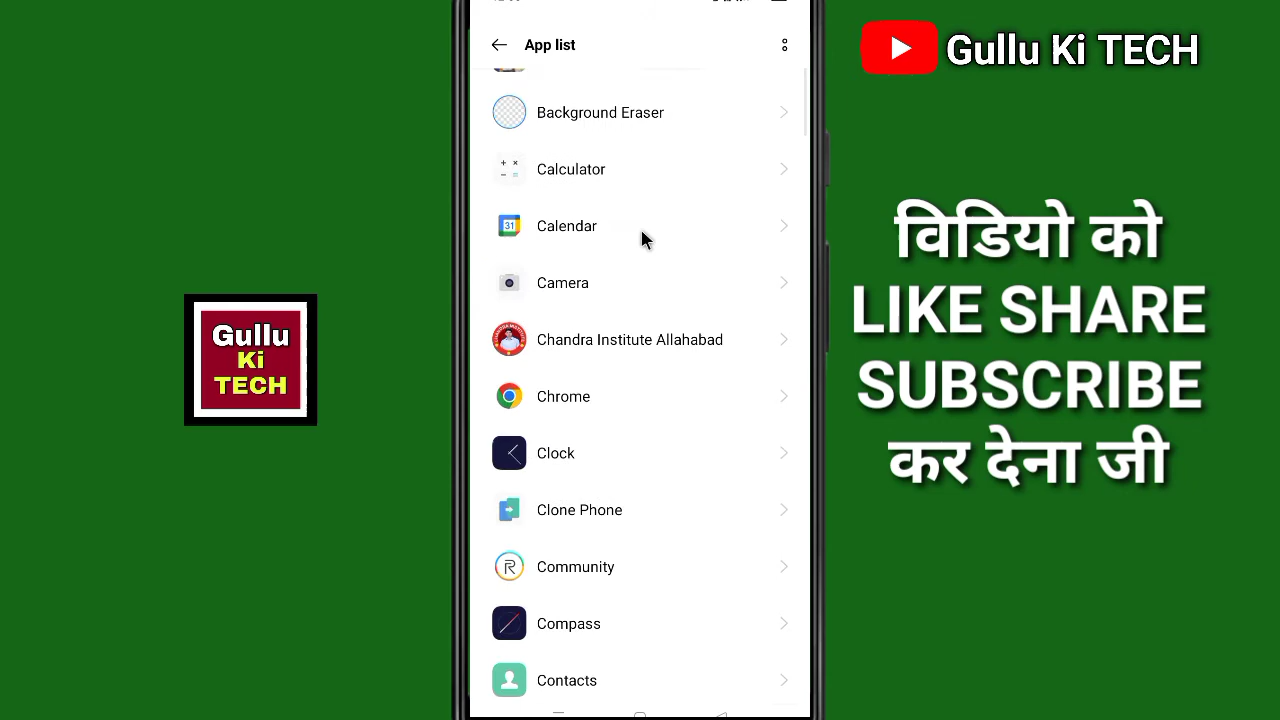 App list
Gullu Ki TECH
Background Eraser
Calculator
31
Calendar
Camera
Chandra Institute Allahabad
Chrome
Clock
Clone Phone
R
Community
Compass
Contacts
Gullu
Ki
TECH
विडियो को
LIKE SHARE
SUBSCRIBE
कर देना जी